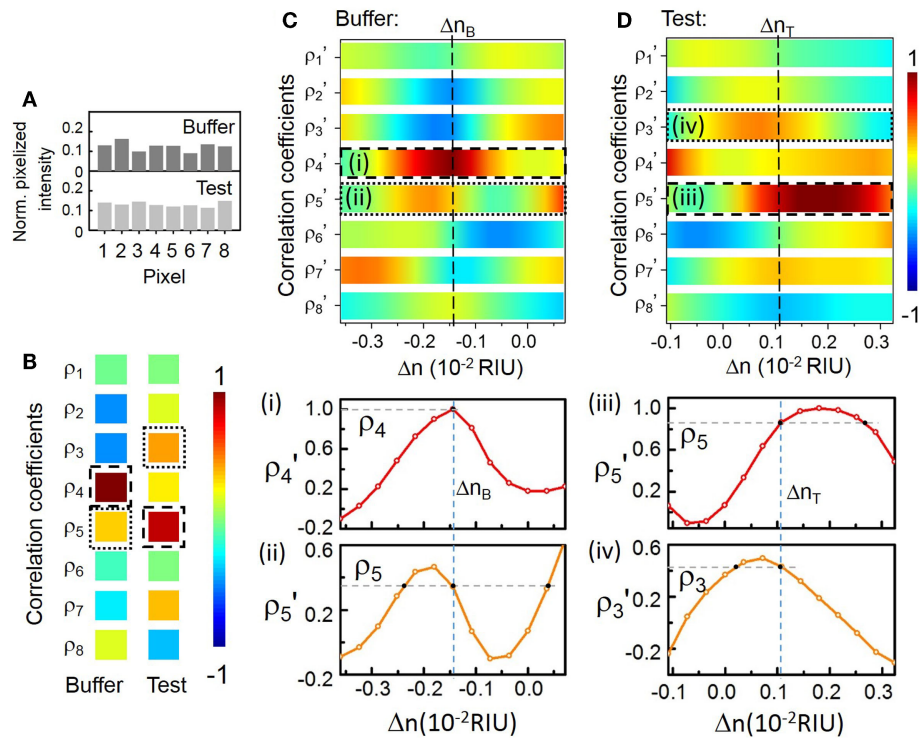 A
Norm. pixelized
intensity
0.2
0.1
0
Buffer
0.2
0.1
0
Test
1 2 3 4 5 6 7 8
Pixel
B
Correlation coefficients
ρ1
ρ2
ρ3
ρ4
ρ5
ρ6
ρ7
ρ8
Buffer Test
1
-1
C Buffer:
ΔnB
Correlation coefficients
ρ1'
ρ2'
ρ3'
ρ4' (i)
ρ5' (ii)
ρ6'
ρ7'
ρ8'
-0.3 -0.2 -0.1 0.0
Δn (10-2 RIU)
D Test:
ΔnT
Correlation coefficients
ρ1'
ρ2'
ρ3' (iv)
ρ4'
ρ5' (iii)
ρ6'
ρ7'
ρ8'
-0.1 0.0 0.1 0.2 0.3
Δn (10-2 RIU)
1
-1
(i)
1.0
0.6
0.2
-0.2
ρ4'
ρ4
ΔnB
(ii)
0.6
0.2
-0.2
ρ5'
ρ5
-0.3 -0.2 -0.1 0.0
Δn(10-2RIU)
(iii)
1.0
0.6
0.2
ρ5'
ρ5
ΔnT
(iv)
0.6
0.2
-0.2
ρ3'
ρ3
-0.1 0.0 0.1 0.2 0.3
Δn(10-2RIU)